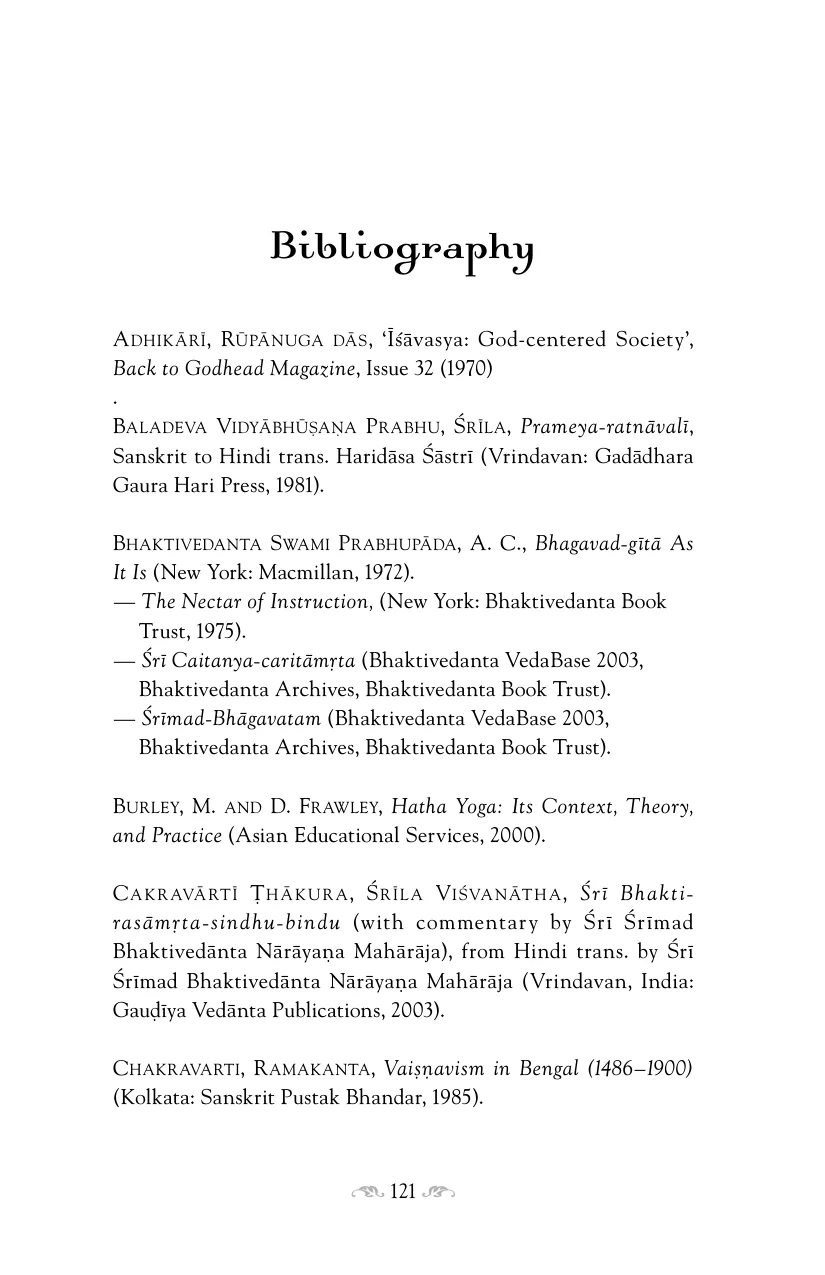 Bibliography
ADHIKĀRĪ, RŪPĀNUGA DĀS, ‘Īśāvasya: God-centered Society’,
Back to Godhead Magazine, Issue 32 (1970)
.
BALADEVA VIDYĀBHŪṢAṆA PRABHU, ŚRĪLA, Prameya-ratnāvalī,
Sanskrit to Hindi trans. Haridāsa Śāstrī (Vrindavan: Gadādhara
Gaura Hari Press, 1981).
BHAKTIVEDANTA SWAMI PRABHUPĀDA, A. C., Bhagavad-gītā As
It Is (New York: Macmillan, 1972).
— The Nectar of Instruction, (New York: Bhaktivedanta Book
Trust, 1975).
— Śrī Caitanya-caritāmṛta (Bhaktivedanta VedaBase 2003,
Bhaktivedanta Archives, Bhaktivedanta Book Trust).
— Śrīmad-Bhāgavatam (Bhaktivedanta VedaBase 2003,
Bhaktivedanta Archives, Bhaktivedanta Book Trust).
BURLEY, M. AND D. FRAWLEY, Hatha Yoga: Its Context, Theory,
and Practice (Asian Educational Services, 2000).
CAKRAVĀRTĪ ṬHĀKURA, ŚRĪLA VIŚVANĀTHA, Śrī Bhakti-
rasāmṛta-sindhu-bindu (with commentary by Śrī Śrīmad
Bhaktivedānta Nārāyaṇa Mahārāja), from Hindi trans. by Śrī
Śrīmad Bhaktivedānta Nārāyaṇa Mahārāja (Vrindavan, India:
Gauḍīya Vedānta Publications, 2003).
CHAKRAVARTI, RAMAKANTA, Vaiṣṇavism in Bengal (1486–1900)
(Kolkata: Sanskrit Pustak Bhandar, 1985).
121